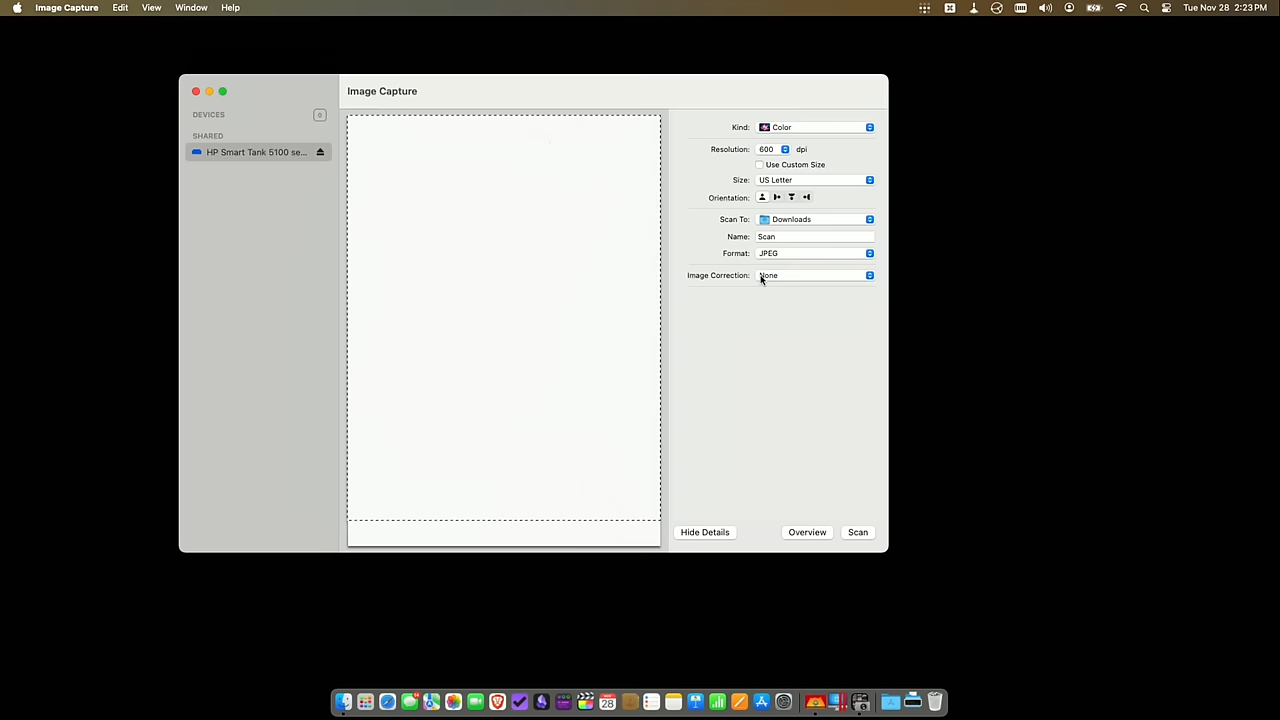 Image Capture Edit View Window Help Tue Nov 28 2:23 PM
Image Capture
DEVICES 0
SHARED
HP Smart Tank 5100 se...
Kind: Color
Resolution: 600 dpi
Use Custom Size
Size: US Letter
Orientation:
Scan To: Downloads
Name: Scan
Format: JPEG
Image Correction: None
Hide Details Overview Scan
28